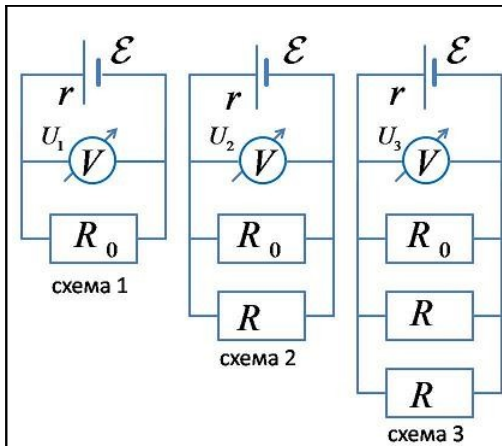 r ℰ
U₁ V
R₀
схема 1
r ℰ
U₂ V
R₀
R
схема 2
r ℰ
U₃ V
R₀
R
R
схема 3